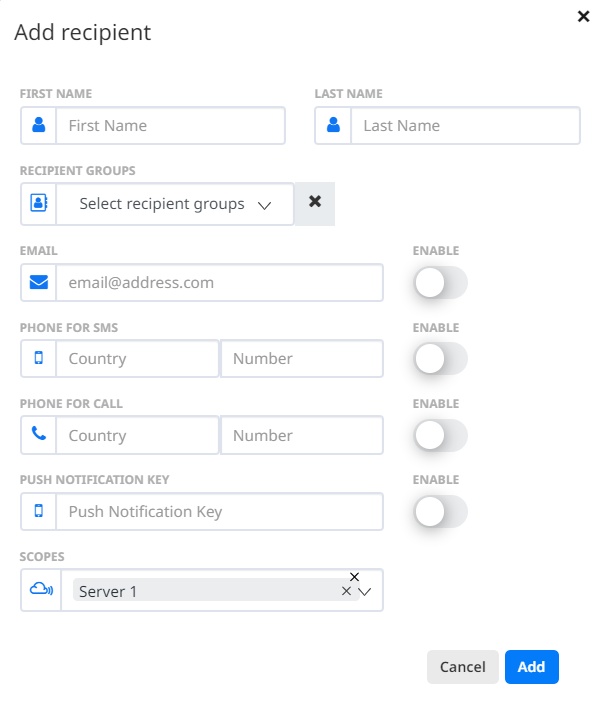 Add recipient
FIRST NAME
LAST NAME
First Name
Last Name
RECIPIENT GROUPS
Select recipient groups
EMAIL
ENABLE
email@address.com
PHONE FOR SMS
ENABLE
Country
Number
PHONE FOR CALL
ENABLE
Country
Number
PUSH NOTIFICATION KEY
ENABLE
Push Notification Key
SCOPES
Server 1
Cancel
Add